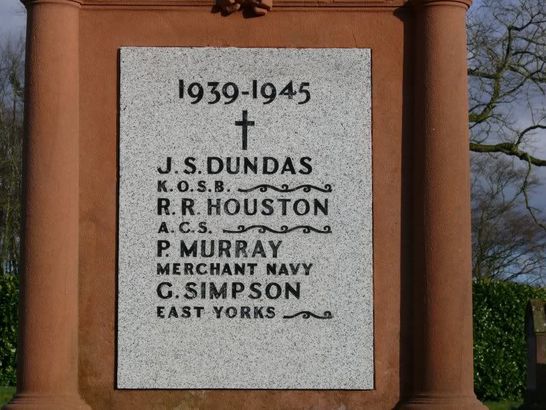 1939-1945
J.S. DUNDAS
K.O.S.B.
R.R. HOUSTON
A.C.S.
P. MURRAY
MERCHANT NAVY
G. SIMPSON
EAST YORKS